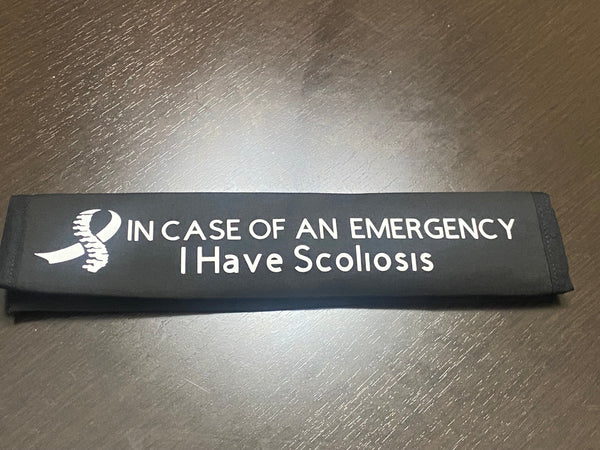 IN CASE OF AN EMERGENCY
I Have Scoliosis